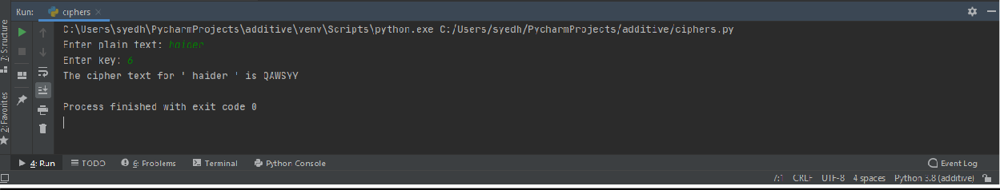 Run: ciphers
7: Structure
2: Favorites
C:\Users\syedh\PycharmProjects\additive\venv\Scripts\python.exe C:/Users/syedh/PycharmProjects/additive/ciphers.py
Enter plain text: haider
Enter key: 6
The cipher text for ' haider ' is QAWSYY
Process finished with exit code 0
4: Run TODO 6: Problems Terminal Python Console Event Log
7:1 CRLF UTF-8 4 spaces Python 3.8 (additive)